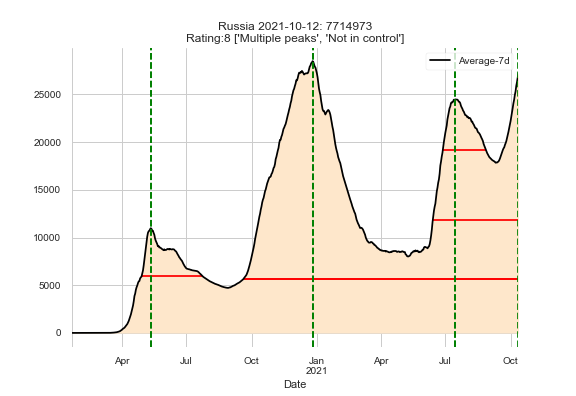 Russia 2021-10-12: 7714973
Rating:8 ['Multiple peaks', 'Not in control']
Average-7d
25000
20000
15000
10000
5000
0
Apr Jul Oct Jan Apr Jul Oct
2021
Date